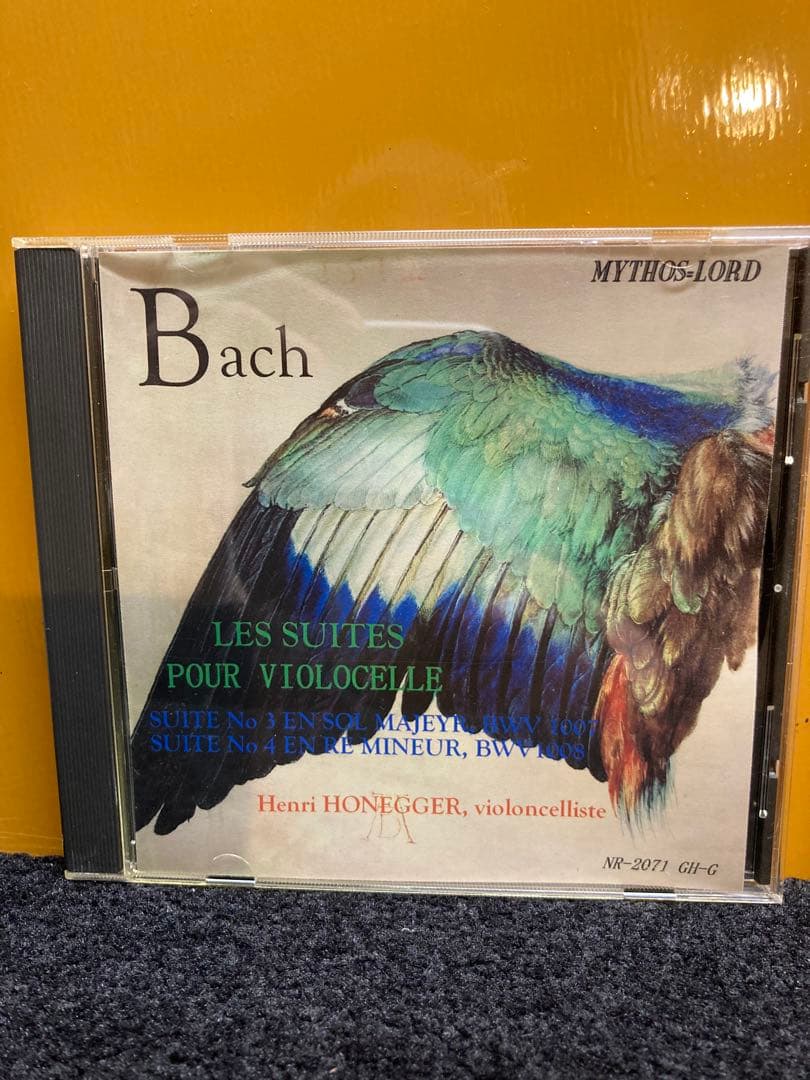 MYTHOS=LORD
Bach
LES SUITES
POUR VIOLOCELLE
SUITE No 3 EN SOL MAJEYR, BWV 1007
SUITE No 4 EN RE MINEUR, BWV1008
Henri HONEGGER, violoncelliste
NR-2071 GH-G